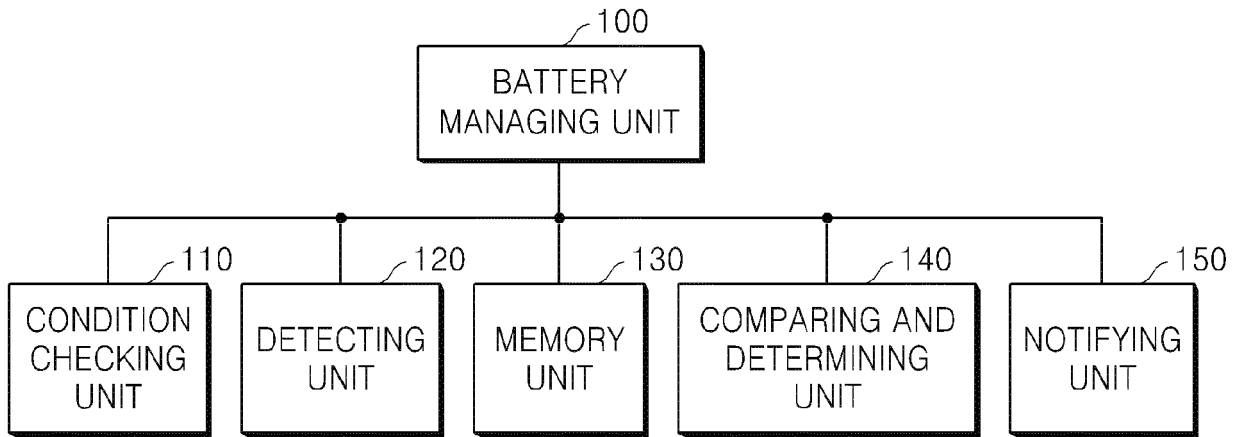 100
BATTERY
MANAGING UNIT
110
CONDITION
CHECKING
UNIT
120
DETECTING
UNIT
130
MEMORY
UNIT
140
COMPARING AND
DETERMINING
UNIT
150
NOTIFYING
UNIT